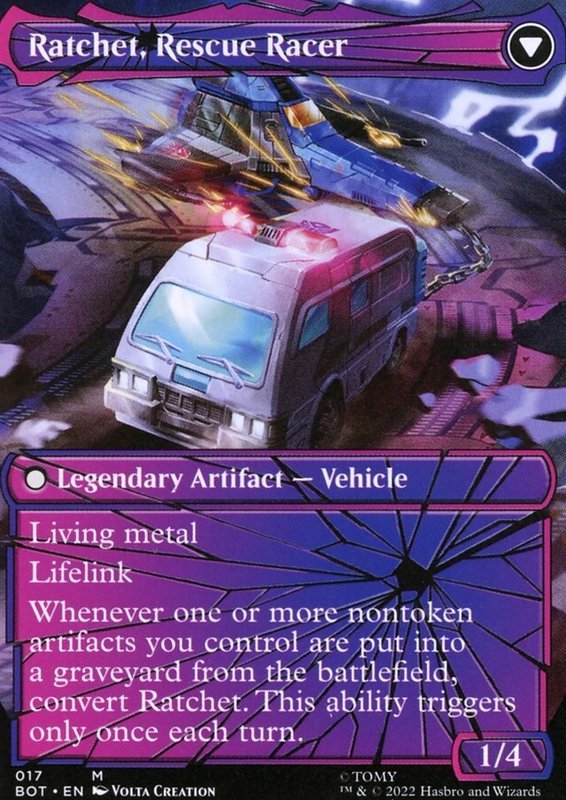 Ratchet, Rescue Racer
Legendary Artifact — Vehicle
Living metal
Lifelink
Whenever one or more nontoken
artifacts you control are put into
a graveyard from the battlefield,
convert Ratchet. This ability triggers
only once each turn.
1/4
017 M
BOT • EN Volta Creation
© TOMY
™ & © 2022 Hasbro and Wizards